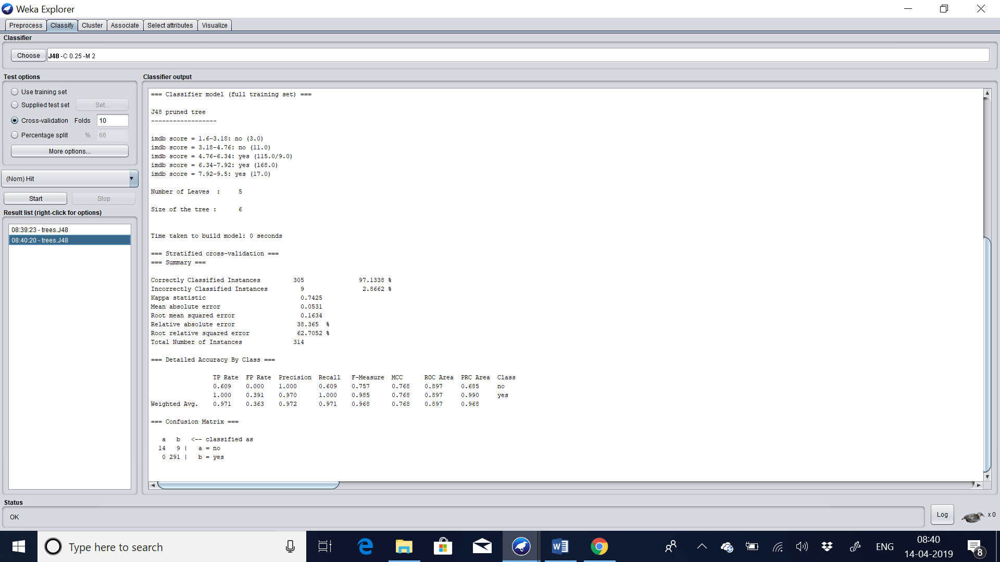 Weka Explorer
Preprocess Classify Cluster Associate Select attributes Visualize
Classifier
Choose J48 -C 0.25 -M 2
Test options
Use training set
Supplied test set Set...
Cross-validation Folds 10
Percentage split % 66
More options...
(Nom) Hit
Start Stop
Result list (right-click for options)
08:39:23 - trees.J48
08:40:20 - trees.J48
Classifier output
=== Classifier model (full training set) ===
J48 pruned tree
------------------
imdb score = 1.6-3.18: no (3.0)
imdb score = 3.18-4.76: no (11.0)
imdb score = 4.76-6.34: yes (115.0/9.0)
imdb score = 6.34-7.92: yes (168.0)
imdb score = 7.92-9.5: yes (17.0)
Number of Leaves : 5
Size of the tree : 6
Time taken to build model: 0 seconds
=== Stratified cross-validation ===
=== Summary ===
Correctly Classified Instances 305 97.1338 %
Incorrectly Classified Instances 9 2.8662 %
Kappa statistic 0.7425
Mean absolute error 0.0531
Root mean squared error 0.1634
Relative absolute error 38.365 %
Root relative squared error 62.7052 %
Total Number of Instances 314
=== Detailed Accuracy By Class ===
TP Rate FP Rate Precision Recall F-Measure MCC ROC Area PRC Area Class
0.609 0.000 1.000 0.609 0.757 0.768 0.897 0.685 no
1.000 0.391 0.970 1.000 0.985 0.768 0.897 0.990 yes
Weighted Avg. 0.971 0.363 0.972 0.971 0.968 0.768 0.897 0.968
=== Confusion Matrix ===
a b <-- classified as
14 9 | a = no
0 291 | b = yes
Status
OK
Log
x 0
Type here to search
ENG
08:40
14-04-2019
8